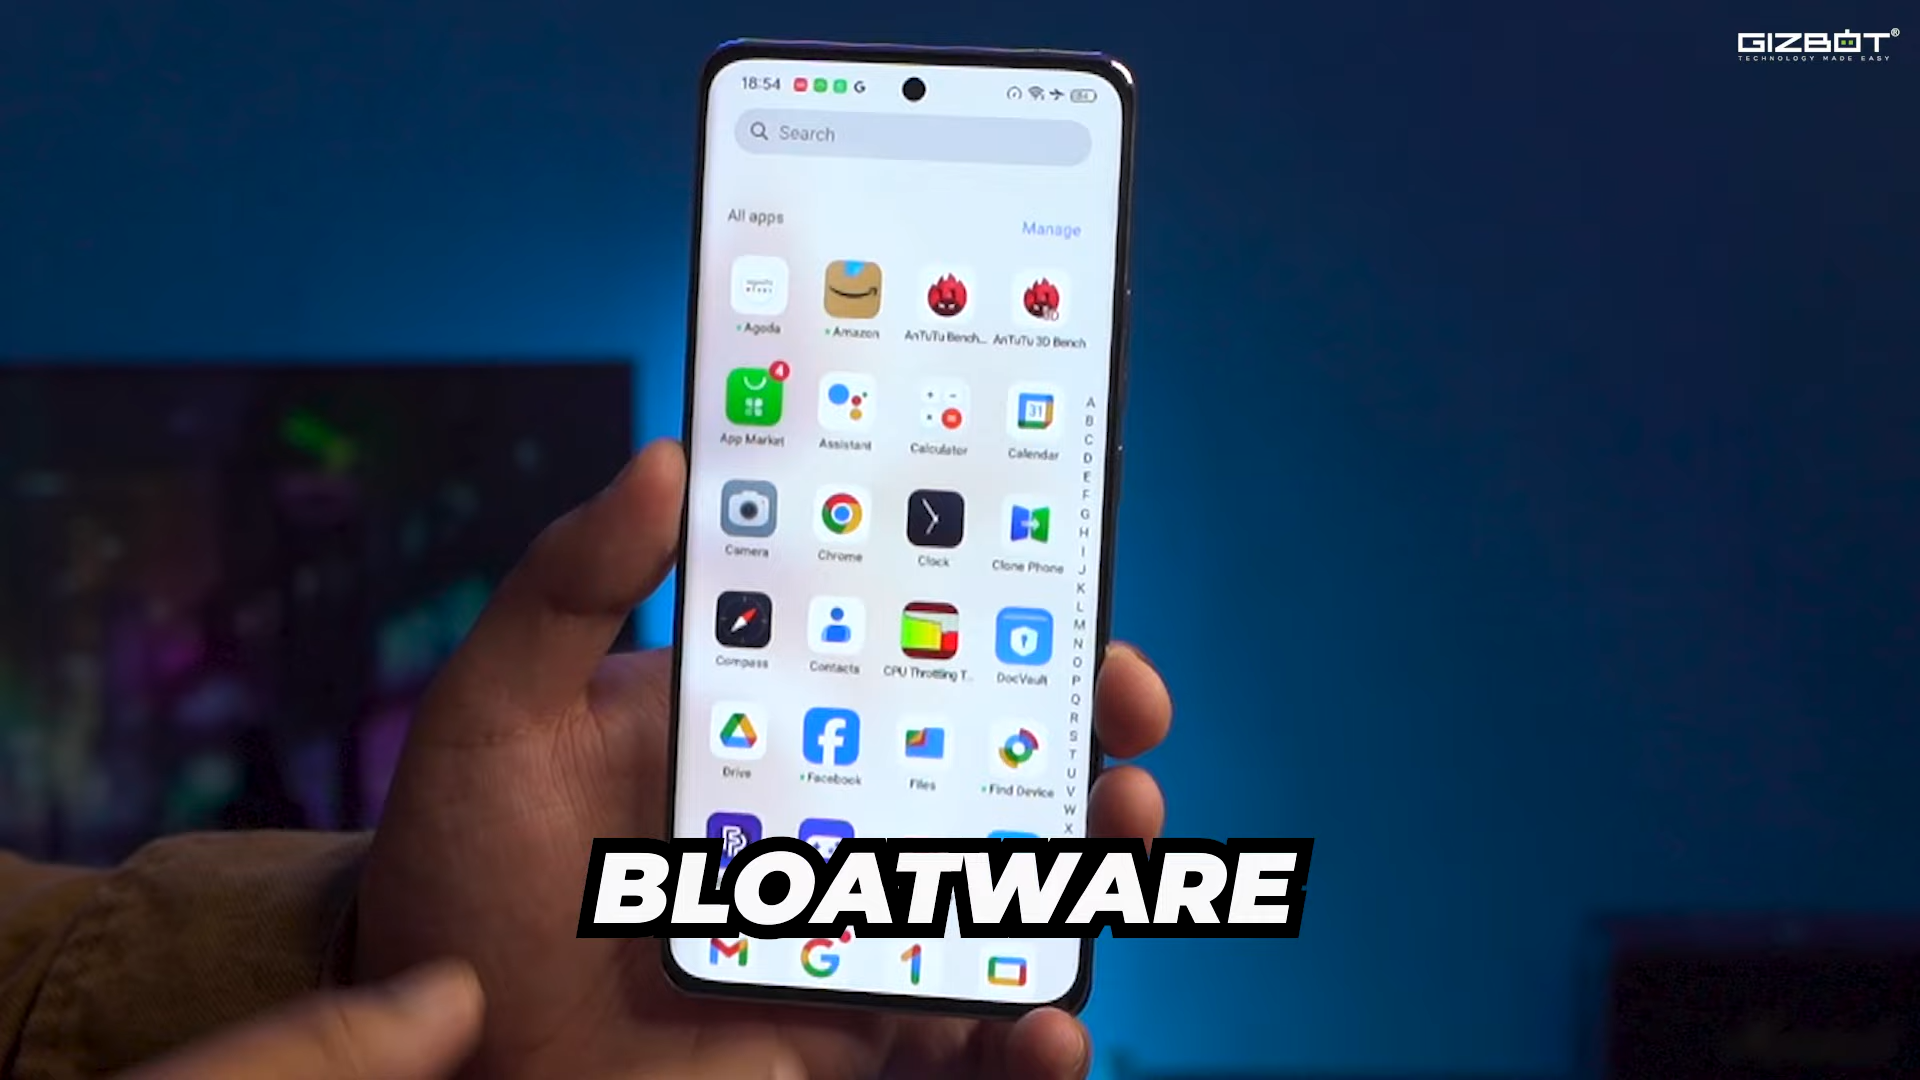 GIZBOT®
TECHNOLOGY MADE EASY
18:54
Search
All apps
Manage
Agoda
Amazon
AnTuTu Bench...
AnTuTu 3D Bench
4
App Market
Assistant
Calculator
31
Calendar
Camera
Chrome
Clock
Clone Phone
Compass
Contacts
CPU Throttling T...
DocVault
Drive
Facebook
Files
Find Device
A
B
C
D
E
F
G
H
I
J
K
L
M
N
O
P
Q
R
S
T
U
V
W
X
BLOATWARE